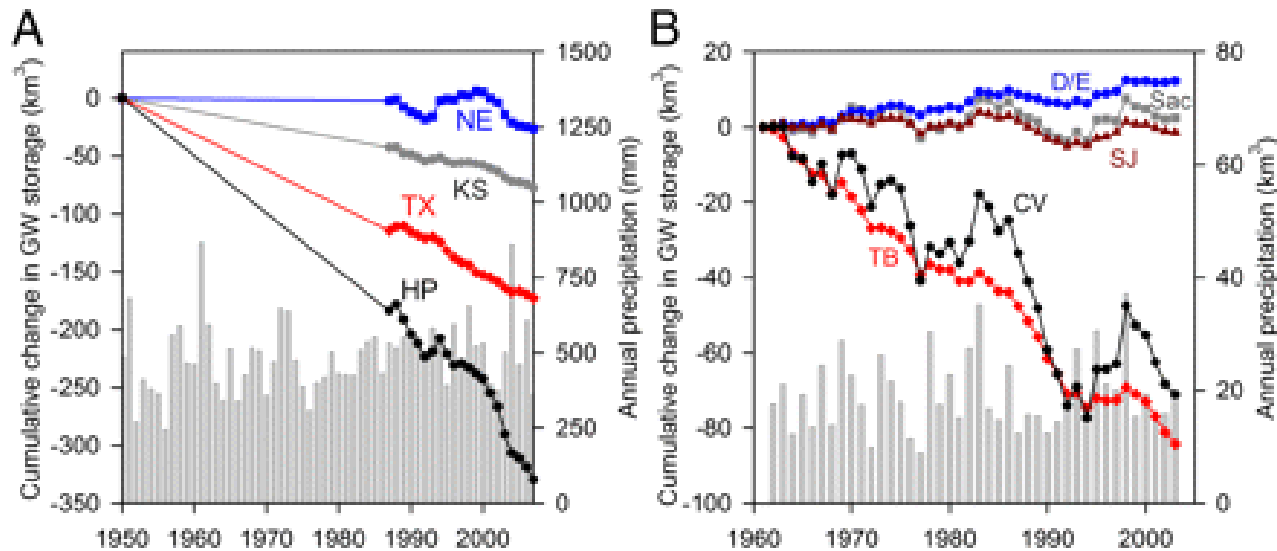 A
Cumulative change in GW storage (km³)
0
-50
-100
-150
-200
-250
-300
-350
NE
KS
TX
HP
1500
1250
1000
750
500
250
0
Annual precipitation (mm)
1950 1960 1970 1980 1990 2000
B
Cumulative change in GW storage (km³)
20
0
-20
-40
-60
-80
-100
D/E
Sac
SJ
CV
TB
80
60
40
20
0
Annual precipitation (km³)
1960 1970 1980 1990 2000